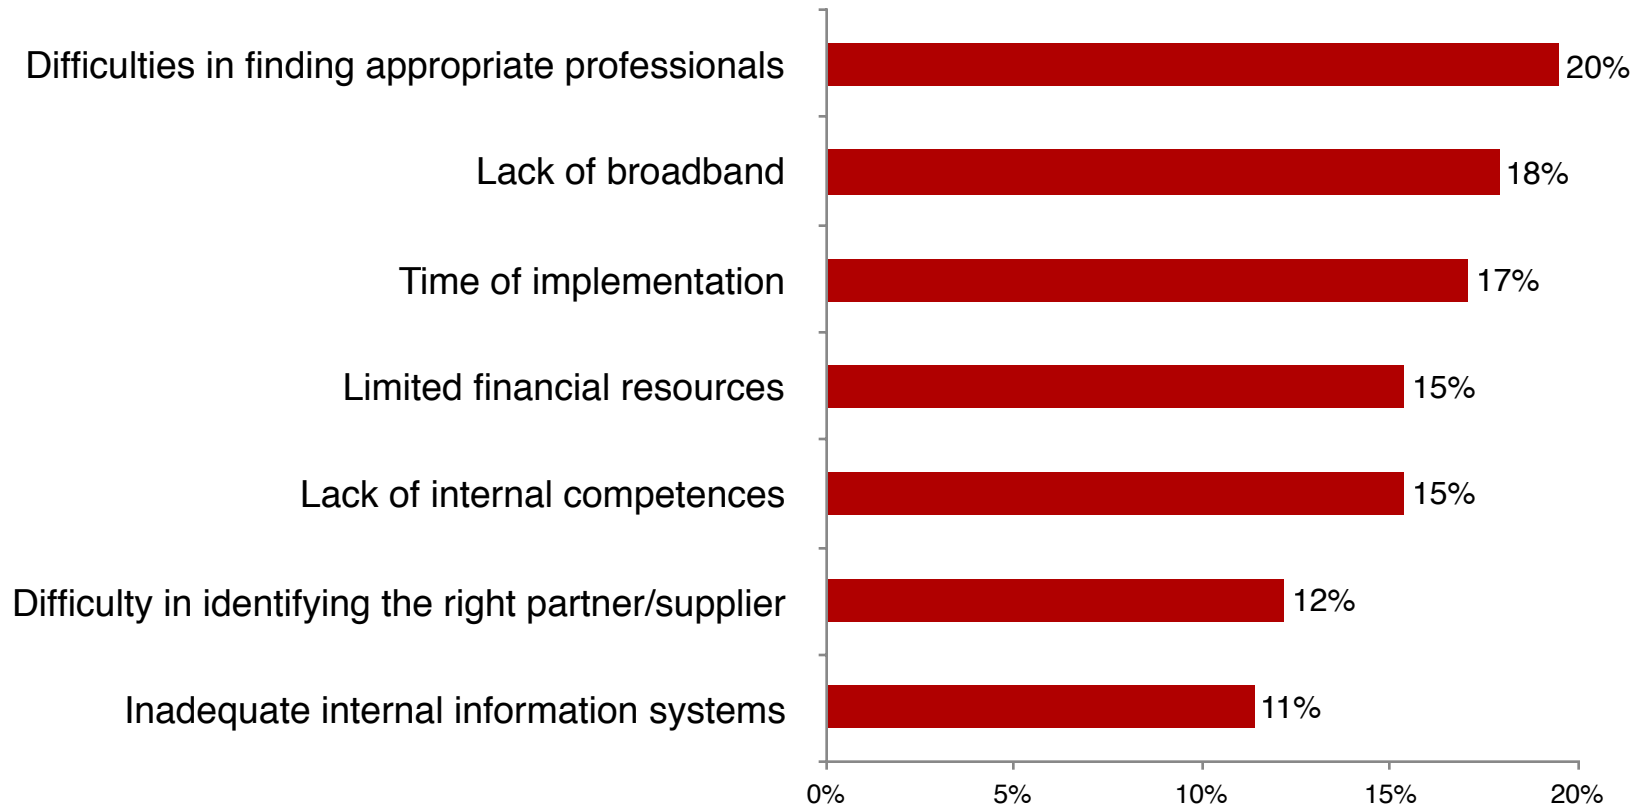 Difficulties in finding appropriate professionals 20%
Lack of broadband 18%
Time of implementation 17%
Limited financial resources 15%
Lack of internal competences 15%
Difficulty in identifying the right partner/supplier 12%
Inadequate internal information systems 11%
0% 5% 10% 15% 20%